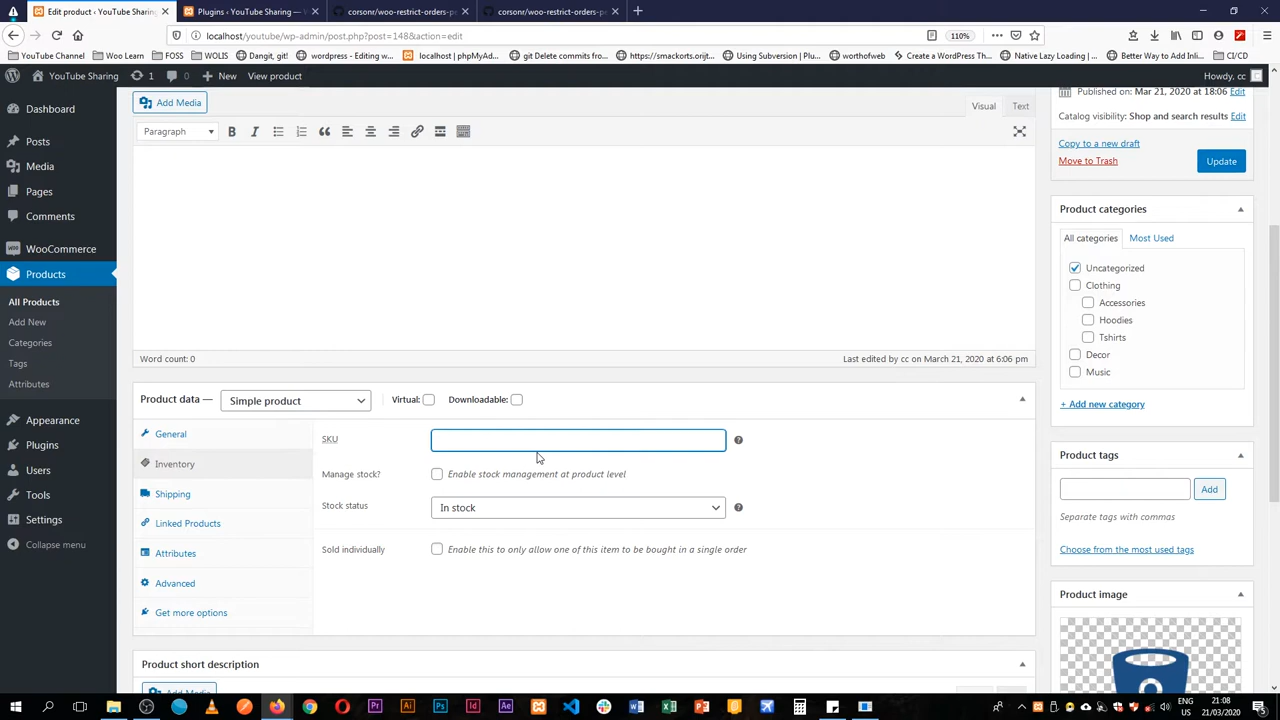 Edit product ‹ YouTube Sharing
Plugins ‹ YouTube Sharing —
corsonr/woo-restrict-orders-pe
corsonr/woo-restrict-orders-pe
localhost/youtube/wp-admin/post.php?post=148&action=edit
110%
YouTube Channel
Woo Learn
FOSS
WOLIS
Dangit, git!
wordpress - Editing w
localhost | phpMyAd
git Delete commits fro
https://smackorts.orijt
Using Subversion | Apac
Create a WordPress Th
worthofweb
Native Lazy Loading | A
Better Way to Add Inli
CI/CD
YouTube Sharing
1
0
New
View product
Howdy, cc
Dashboard
Posts
Media
Pages
Comments
WooCommerce
Products
All Products
Add New
Categories
Tags
Attributes
Appearance
Plugins
Users
Tools
Settings
Collapse menu
Add Media
Visual
Text
Paragraph
Word count: 0
Last edited by cc on March 21, 2020 at 6:06 pm
Product data —
Simple product
Virtual:
Downloadable:
General
Inventory
Shipping
Linked Products
Attributes
Advanced
Get more options
SKU
Manage stock?
Enable stock management at product level
Stock status
In stock
Sold individually
Enable this to only allow one of this item to be bought in a single order
Product short description
Add Media
Published on: Mar 21, 2020 at 18:06 Edit
Catalog visibility: Shop and search results Edit
Copy to a new draft
Move to Trash
Update
Product categories
All categories
Most Used
Uncategorized
Clothing
Accessories
Hoodies
Tshirts
Decor
Music
+ Add new category
Product tags
Add
Separate tags with commas
Choose from the most used tags
Product image
ENG
US
21:08
21/03/2020